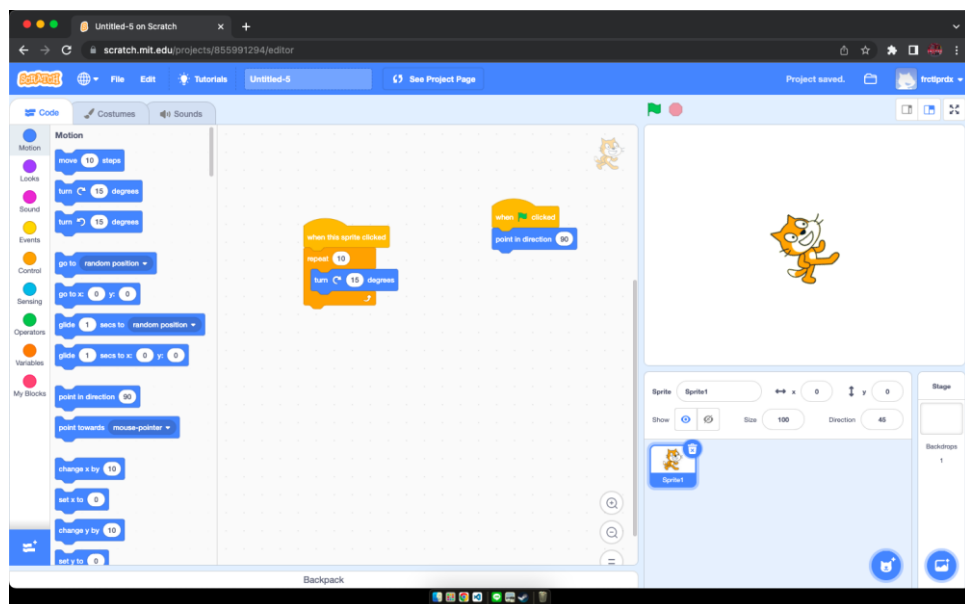 Untitled-5 on Scratch
scratch.mit.edu/projects/855991294/editor
SCRATCH File Edit Tutorials Untitled-5 See Project Page Project saved. frctlprdx
Code Costumes Sounds
Motion
Looks
Sound
Events
Control
Sensing
Operators
Variables
My Blocks
Motion
move 10 steps
turn 15 degrees
turn 15 degrees
go to random position
go to x: 0 y: 0
glide 1 secs to random position
glide 1 secs to x: 0 y: 0
point in direction 90
point towards mouse-pointer
change x by 10
set x to 0
change y by 10
set y to 0
when this sprite clicked
repeat 10
turn 15 degrees
when clicked
point in direction 90
Backpack
Sprite Sprite1 x 0 y 0
Show Size 100 Direction 45
Sprite1
Stage
Backdrops
1